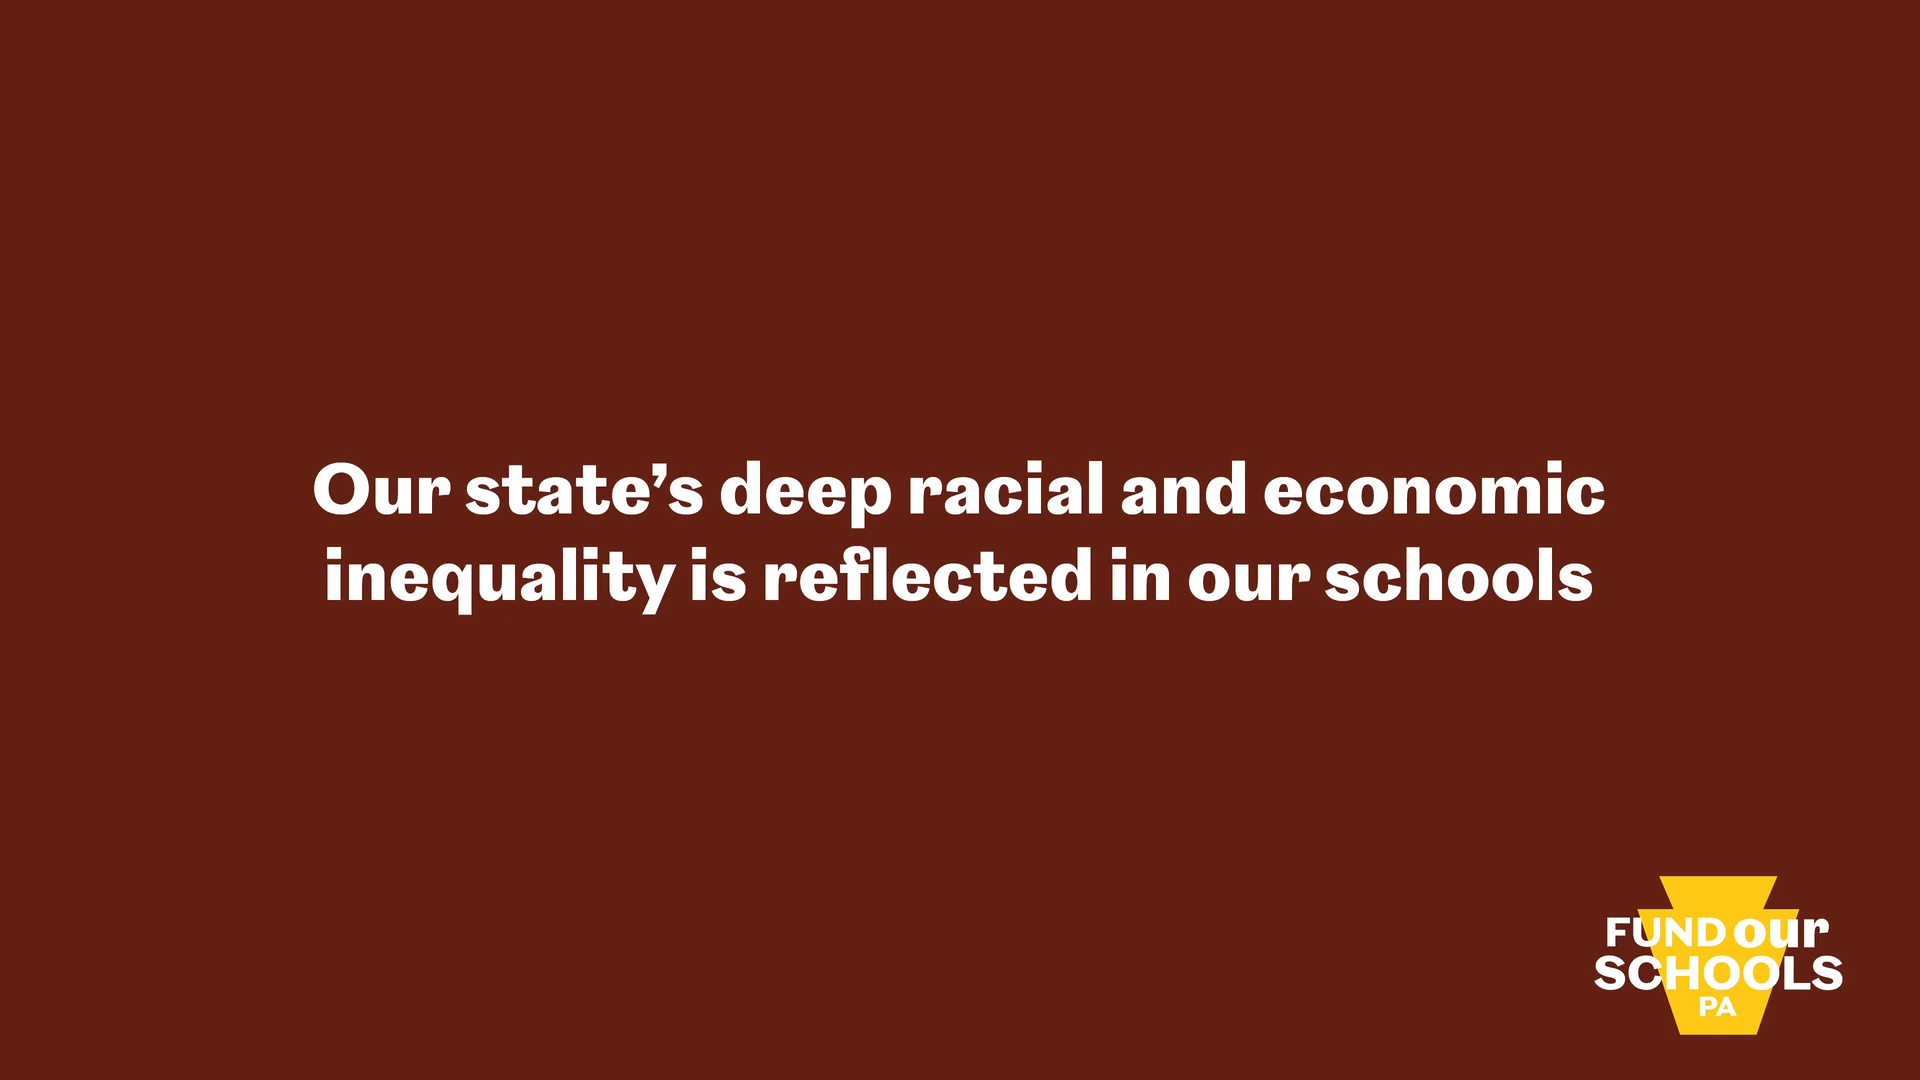 Our state’s deep racial and economic
inequality is reflected in our schools
FUND our
SCHOOLS
PA